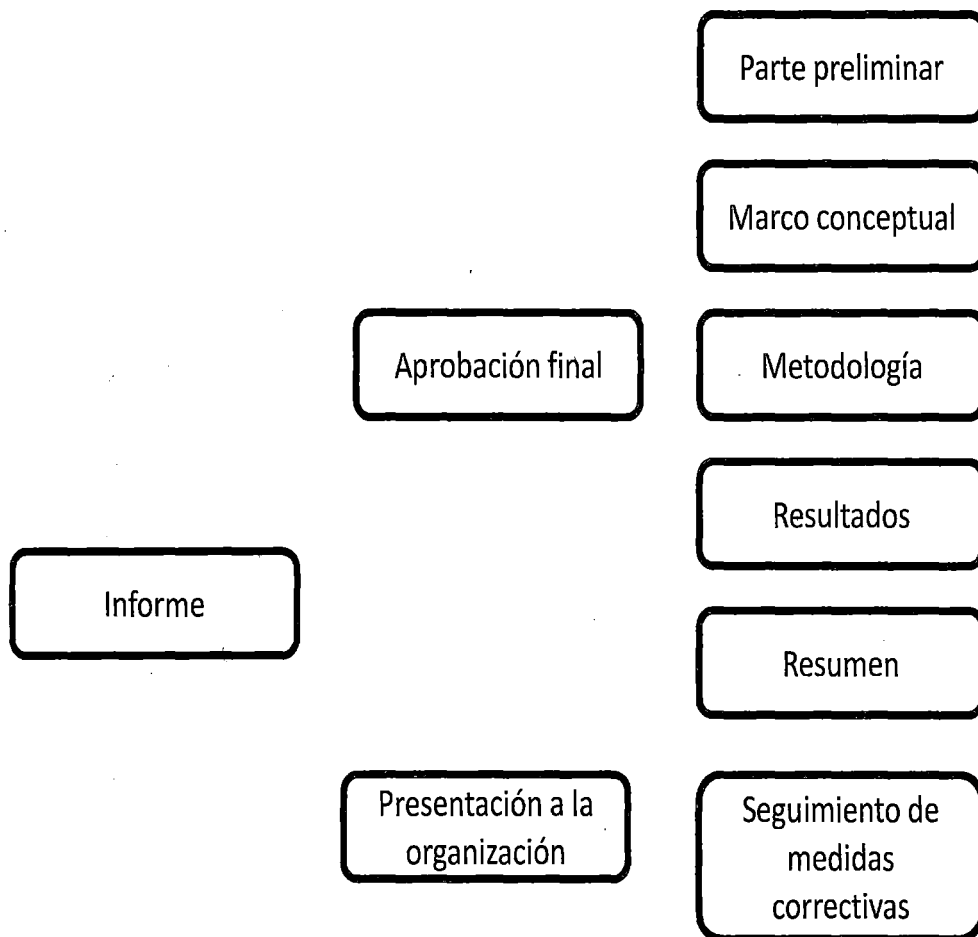 Parte preliminar
Marco conceptual
Aprobación final
Metodología
Resultados
Informe
Resumen
Presentación a la
organización
Seguimiento de
medidas
correctivas